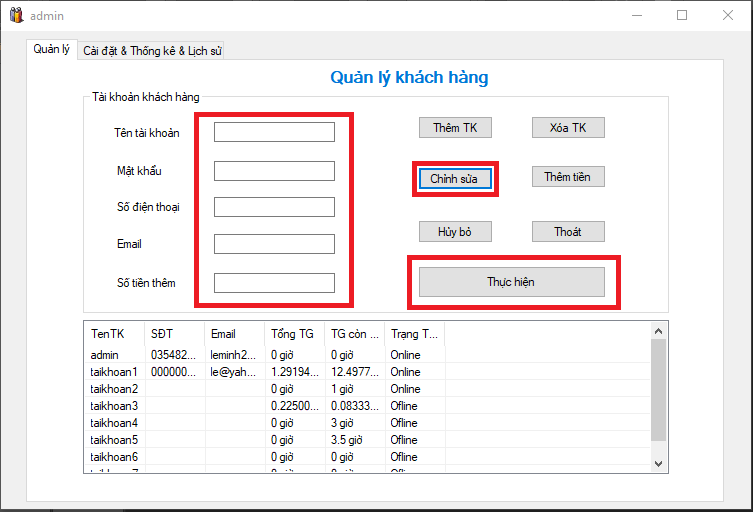 admin
Quản lý Cài đặt & Thống kê & Lịch sử
Quản lý khách hàng
Tài khoản khách hàng
Tên tài khoản Thêm TK Xóa TK
Mật khẩu Chỉnh sửa Thêm tiền
Số điện thoại
Email Hủy bỏ Thoát
Số tiền thêm Thực hiện
TenTK SĐT Email Tổng TG TG còn ... Trạng T...
admin 035482... leminh2... 0 giờ 0 giờ Online
taikhoan1 000000... le@yah... 1.29194... 12.4977... Online
taikhoan2 0 giờ 1 giờ Online
taikhoan3 0.22500... 0.08333... Ofline
taikhoan4 0 giờ 3 giờ Ofline
taikhoan5 0 giờ 3.5 giờ Ofline
taikhoan6 0 giờ 0 giờ Ofline